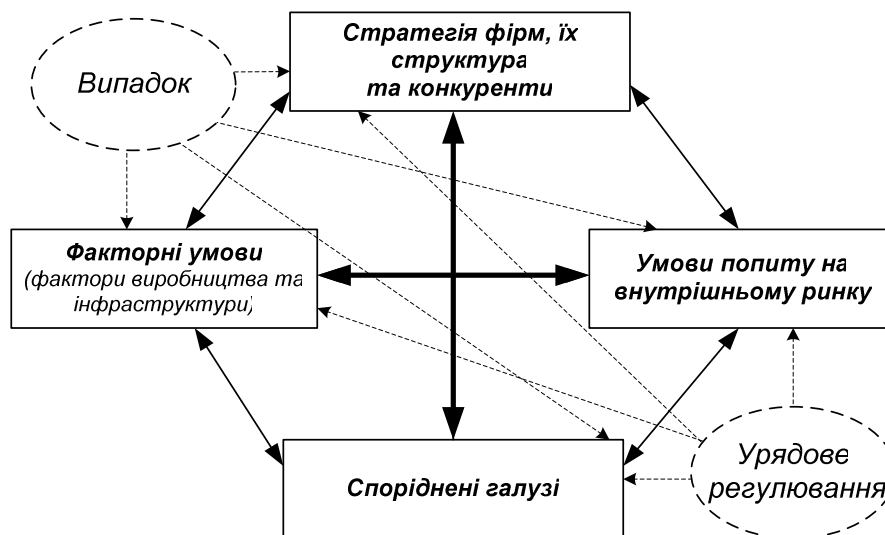 Стратегія фірм, їх
структура
та конкуренти
Випадок
Факторні умови
(фактори виробництва та
інфраструктури)
Умови попиту на
внутрішньому ринку
Споріднені галузі
Урядове
регулювання